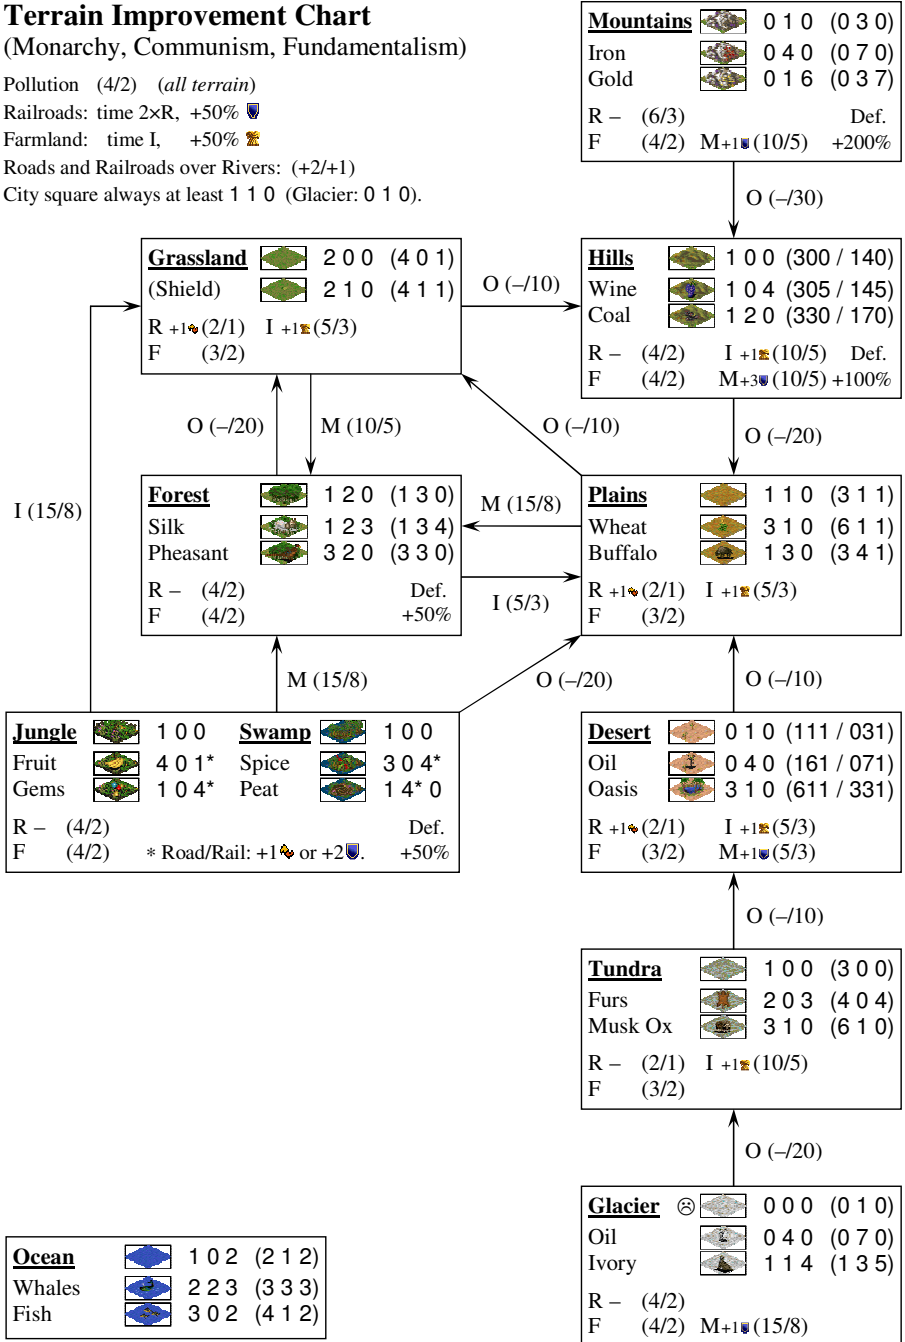 Terrain Improvement Chart
(Monarchy, Communism, Fundamentalism)
Pollution (4/2) (all terrain)
Railroads: time 2×R, +50%
Farmland: time I, +50%
Roads and Railroads over Rivers: (+2/+1)
City square always at least 1 1 0 (Glacier: 0 1 0).
Mountains 0 1 0 (0 3 0)
Iron 0 4 0 (0 7 0)
Gold 0 1 6 (0 3 7)
R – (6/3) Def.
F (4/2) M+1 (10/5) +200%
O (–/30)
Grassland 2 0 0 (4 0 1)
(Shield) 2 1 0 (4 1 1)
R +1 (2/1) I +1 (5/3)
F (3/2)
O (–/10)
Hills 1 0 0 (300 / 140)
Wine 1 0 4 (305 / 145)
Coal 1 2 0 (330 / 170)
R – (4/2) I +1 (10/5) Def.
F (4/2) M+3 (10/5) +100%
O (–/20)
M (10/5)
O (–/10)
O (–/20)
I (15/8)
Forest 1 2 0 (1 3 0)
Silk 1 2 3 (1 3 4)
Pheasant 3 2 0 (3 3 0)
R – (4/2) Def.
F (4/2) +50%
M (15/8)
I (5/3)
Plains 1 1 0 (3 1 1)
Wheat 3 1 0 (6 1 1)
Buffalo 1 3 0 (3 4 1)
R +1 (2/1) I +1 (5/3)
F (3/2)
M (15/8)
O (–/20)
O (–/10)
Jungle 1 0 0 Swamp 1 0 0
Fruit 4 0 1* Spice 3 0 4*
Gems 1 0 4* Peat 1 4* 0
R – (4/2) Def.
F (4/2) * Road/Rail: +1 or +2. +50%
Desert 0 1 0 (111 / 031)
Oil 0 4 0 (161 / 071)
Oasis 3 1 0 (611 / 331)
R +1 (2/1) I +1 (5/3)
F (3/2) M+1 (5/3)
O (–/10)
Tundra 1 0 0 (3 0 0)
Furs 2 0 3 (4 0 4)
Musk Ox 3 1 0 (6 1 0)
R – (2/1) I +1 (10/5)
F (3/2)
O (–/20)
Glacier ☹ 0 0 0 (0 1 0)
Oil 0 4 0 (0 7 0)
Ivory 1 1 4 (1 3 5)
R – (4/2)
F (4/2) M+1 (15/8)
Ocean 1 0 2 (2 1 2)
Whales 2 2 3 (3 3 3)
Fish 3 0 2 (4 1 2)